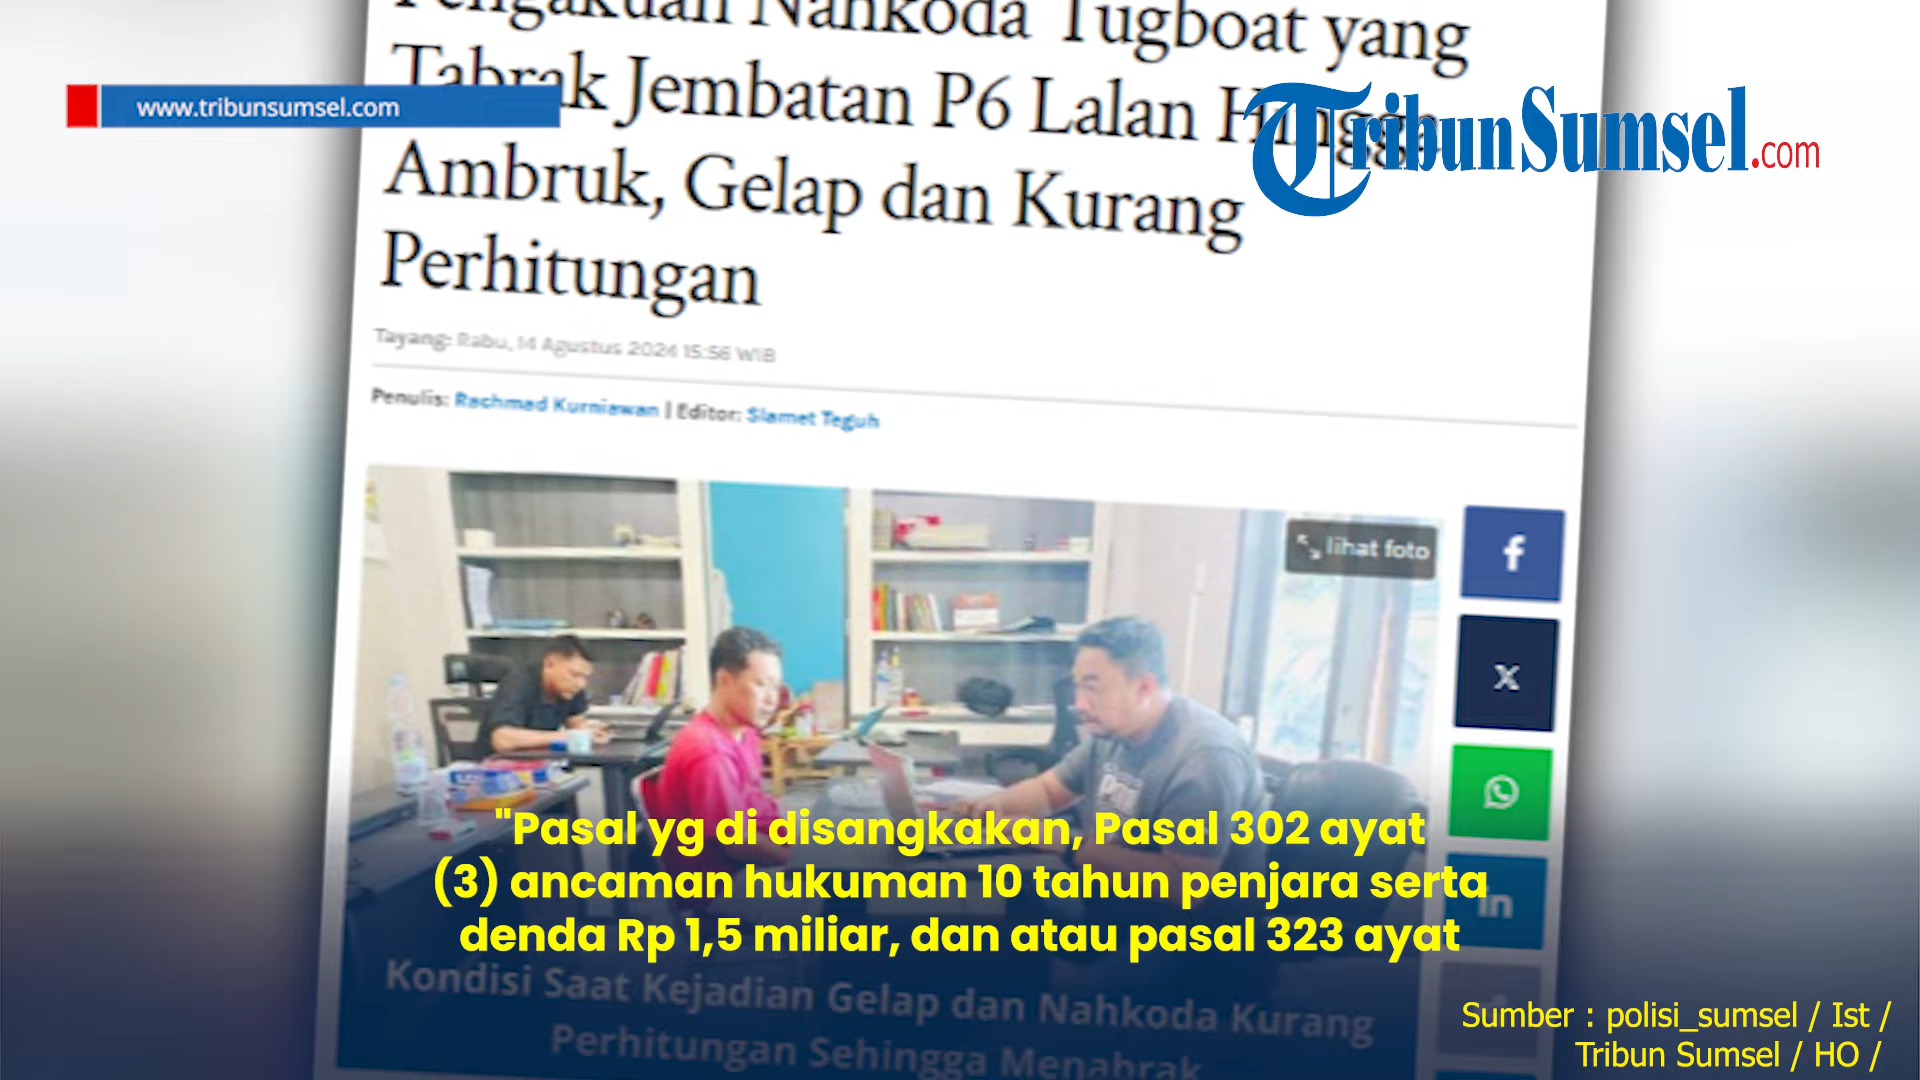 Pengakuan Nahkoda Tugboat yang
Tabrak Jembatan P6 Lalan Hingga
Ambruk, Gelap dan Kurang
Perhitungan
www.tribunsumsel.com
TribunSumsel.com
Tayang: Rabu, 14 Agustus 2024 15:56 WIB
Penulis: Rachmad Kurniawan | Editor: Slamet Teguh
lihat foto
"Pasal yg di disangkakan, Pasal 302 ayat
(3) ancaman hukuman 10 tahun penjara serta
denda Rp 1,5 miliar, dan atau pasal 323 ayat
Kondisi Saat Kejadian Gelap dan Nahkoda Kurang
Perhitungan Sehingga Menabrak
Sumber : polisi_sumsel / Ist /
Tribun Sumsel / HO /